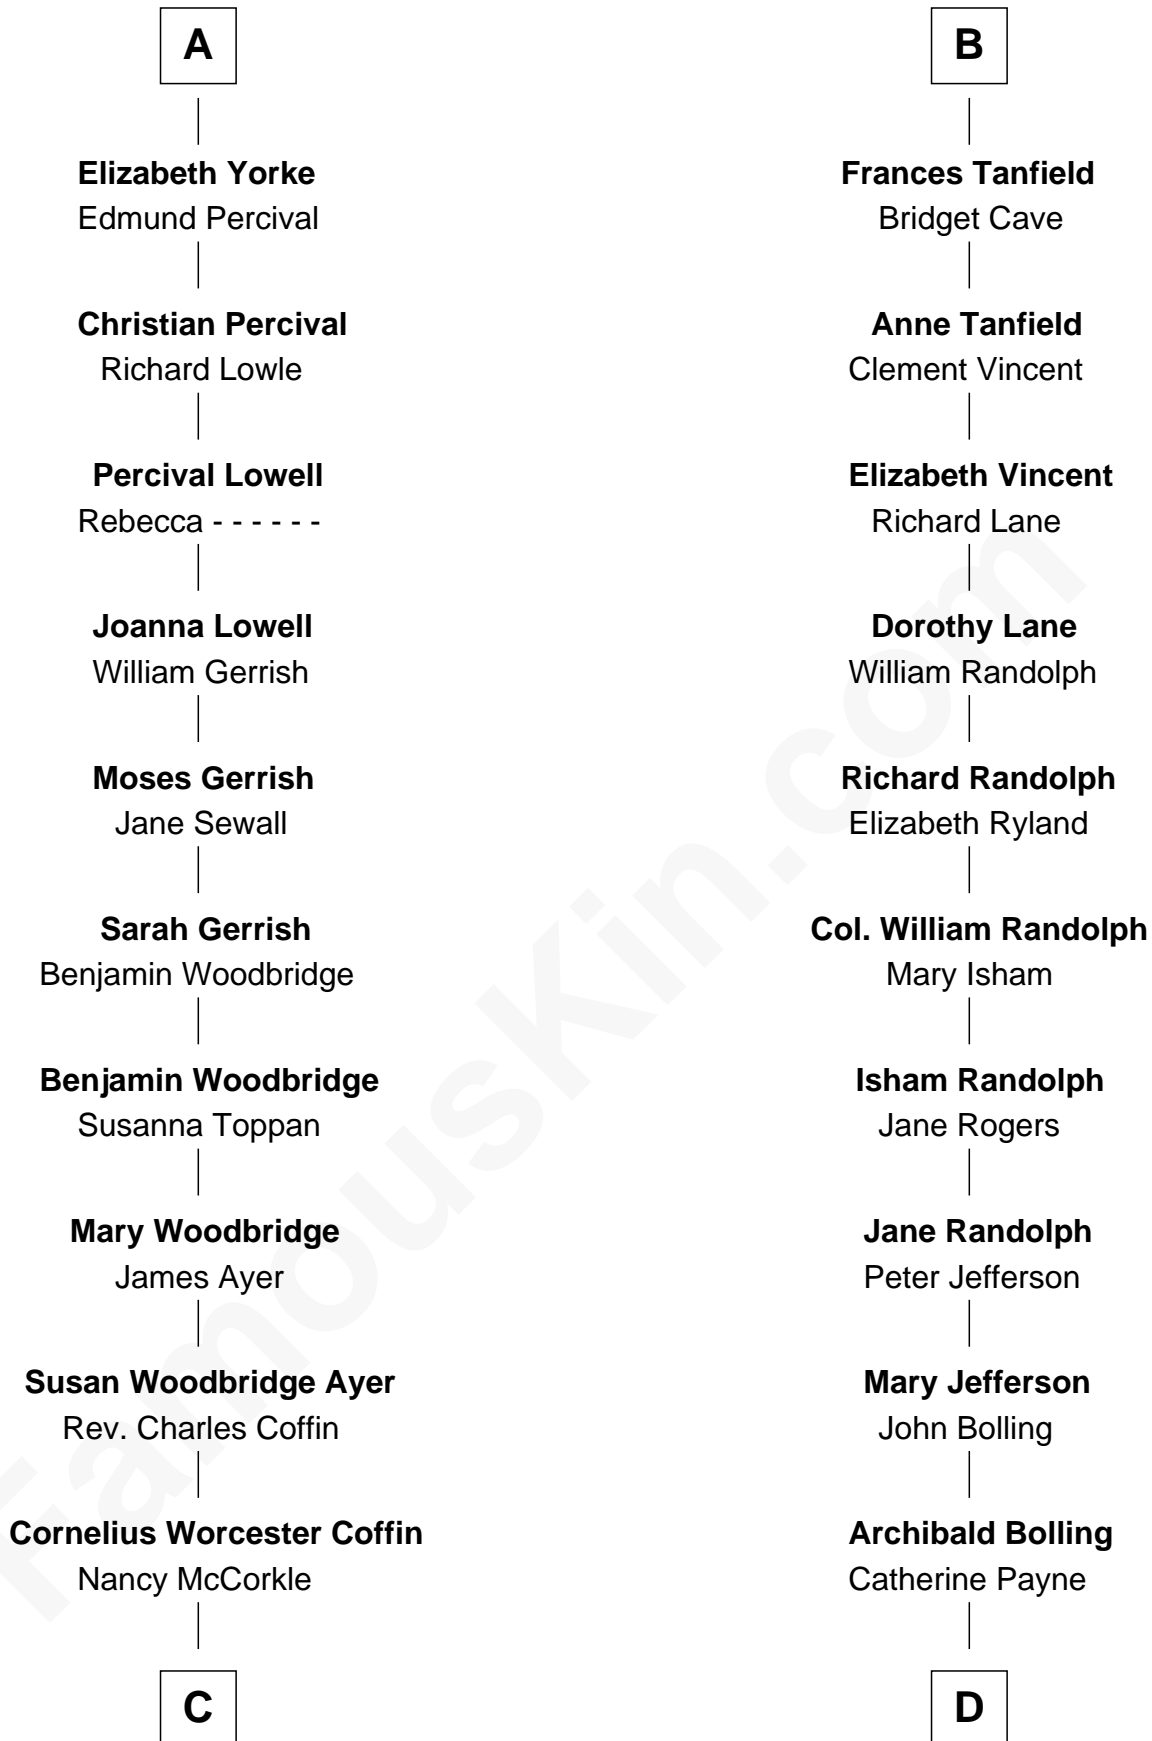 A
Elizabeth Yorke
Edmund Percival
Christian Percival
Richard Lowle
Percival Lowell
Rebecca - - - - - -
Joanna Lowell
William Gerrish
Moses Gerrish
Jane Sewall
Sarah Gerrish
Benjamin Woodbridge
Benjamin Woodbridge
Susanna Toppan
Mary Woodbridge
James Ayer
Susan Woodbridge Ayer
Rev. Charles Coffin
Cornelius Worcester Coffin
Nancy McCorkle
C
B
Frances Tanfield
Bridget Cave
Anne Tanfield
Clement Vincent
Elizabeth Vincent
Richard Lane
Dorothy Lane
William Randolph
Richard Randolph
Elizabeth Ryland
Col. William Randolph
Mary Isham
Isham Randolph
Jane Rogers
Jane Randolph
Peter Jefferson
Mary Jefferson
John Bolling
Archibald Bolling
Catherine Payne
D
FamousKin.com